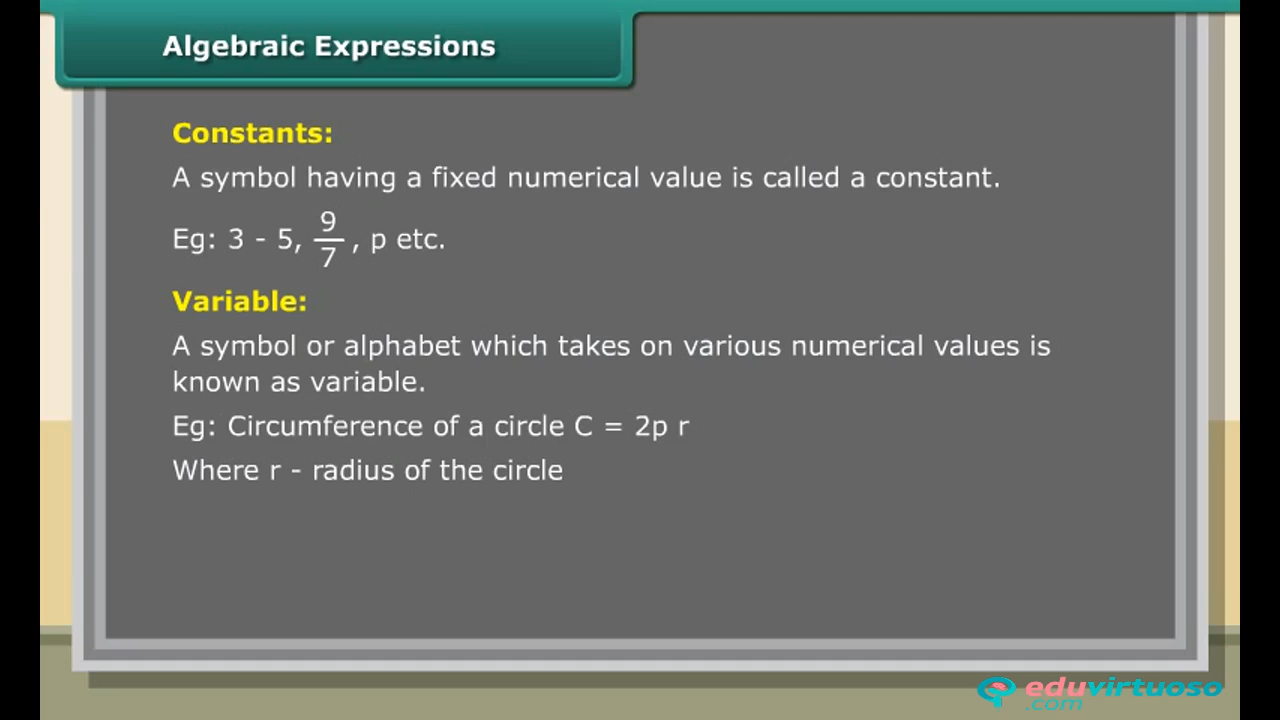 Algebraic Expressions
Constants:
A symbol having a fixed numerical value is called a constant.
Eg: 3 - 5, 9/7, p etc.
Variable:
A symbol or alphabet which takes on various numerical values is
known as variable.
Eg: Circumference of a circle C = 2p r
Where r - radius of the circle
eduvirtuoso
.com